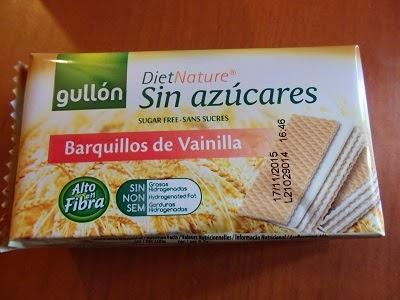 gullón
DietNature®
Sin azúcares
SUGAR FREE-SANS SUCRES
Barquillos de Vainilla
Alto
en
Fibra
SIN
NON
SEM
Grasas
Hidrogenadas
Hydrogenated Fat
Gorduras
Hidrogenadas
17/11/2015 16:46
L21029014